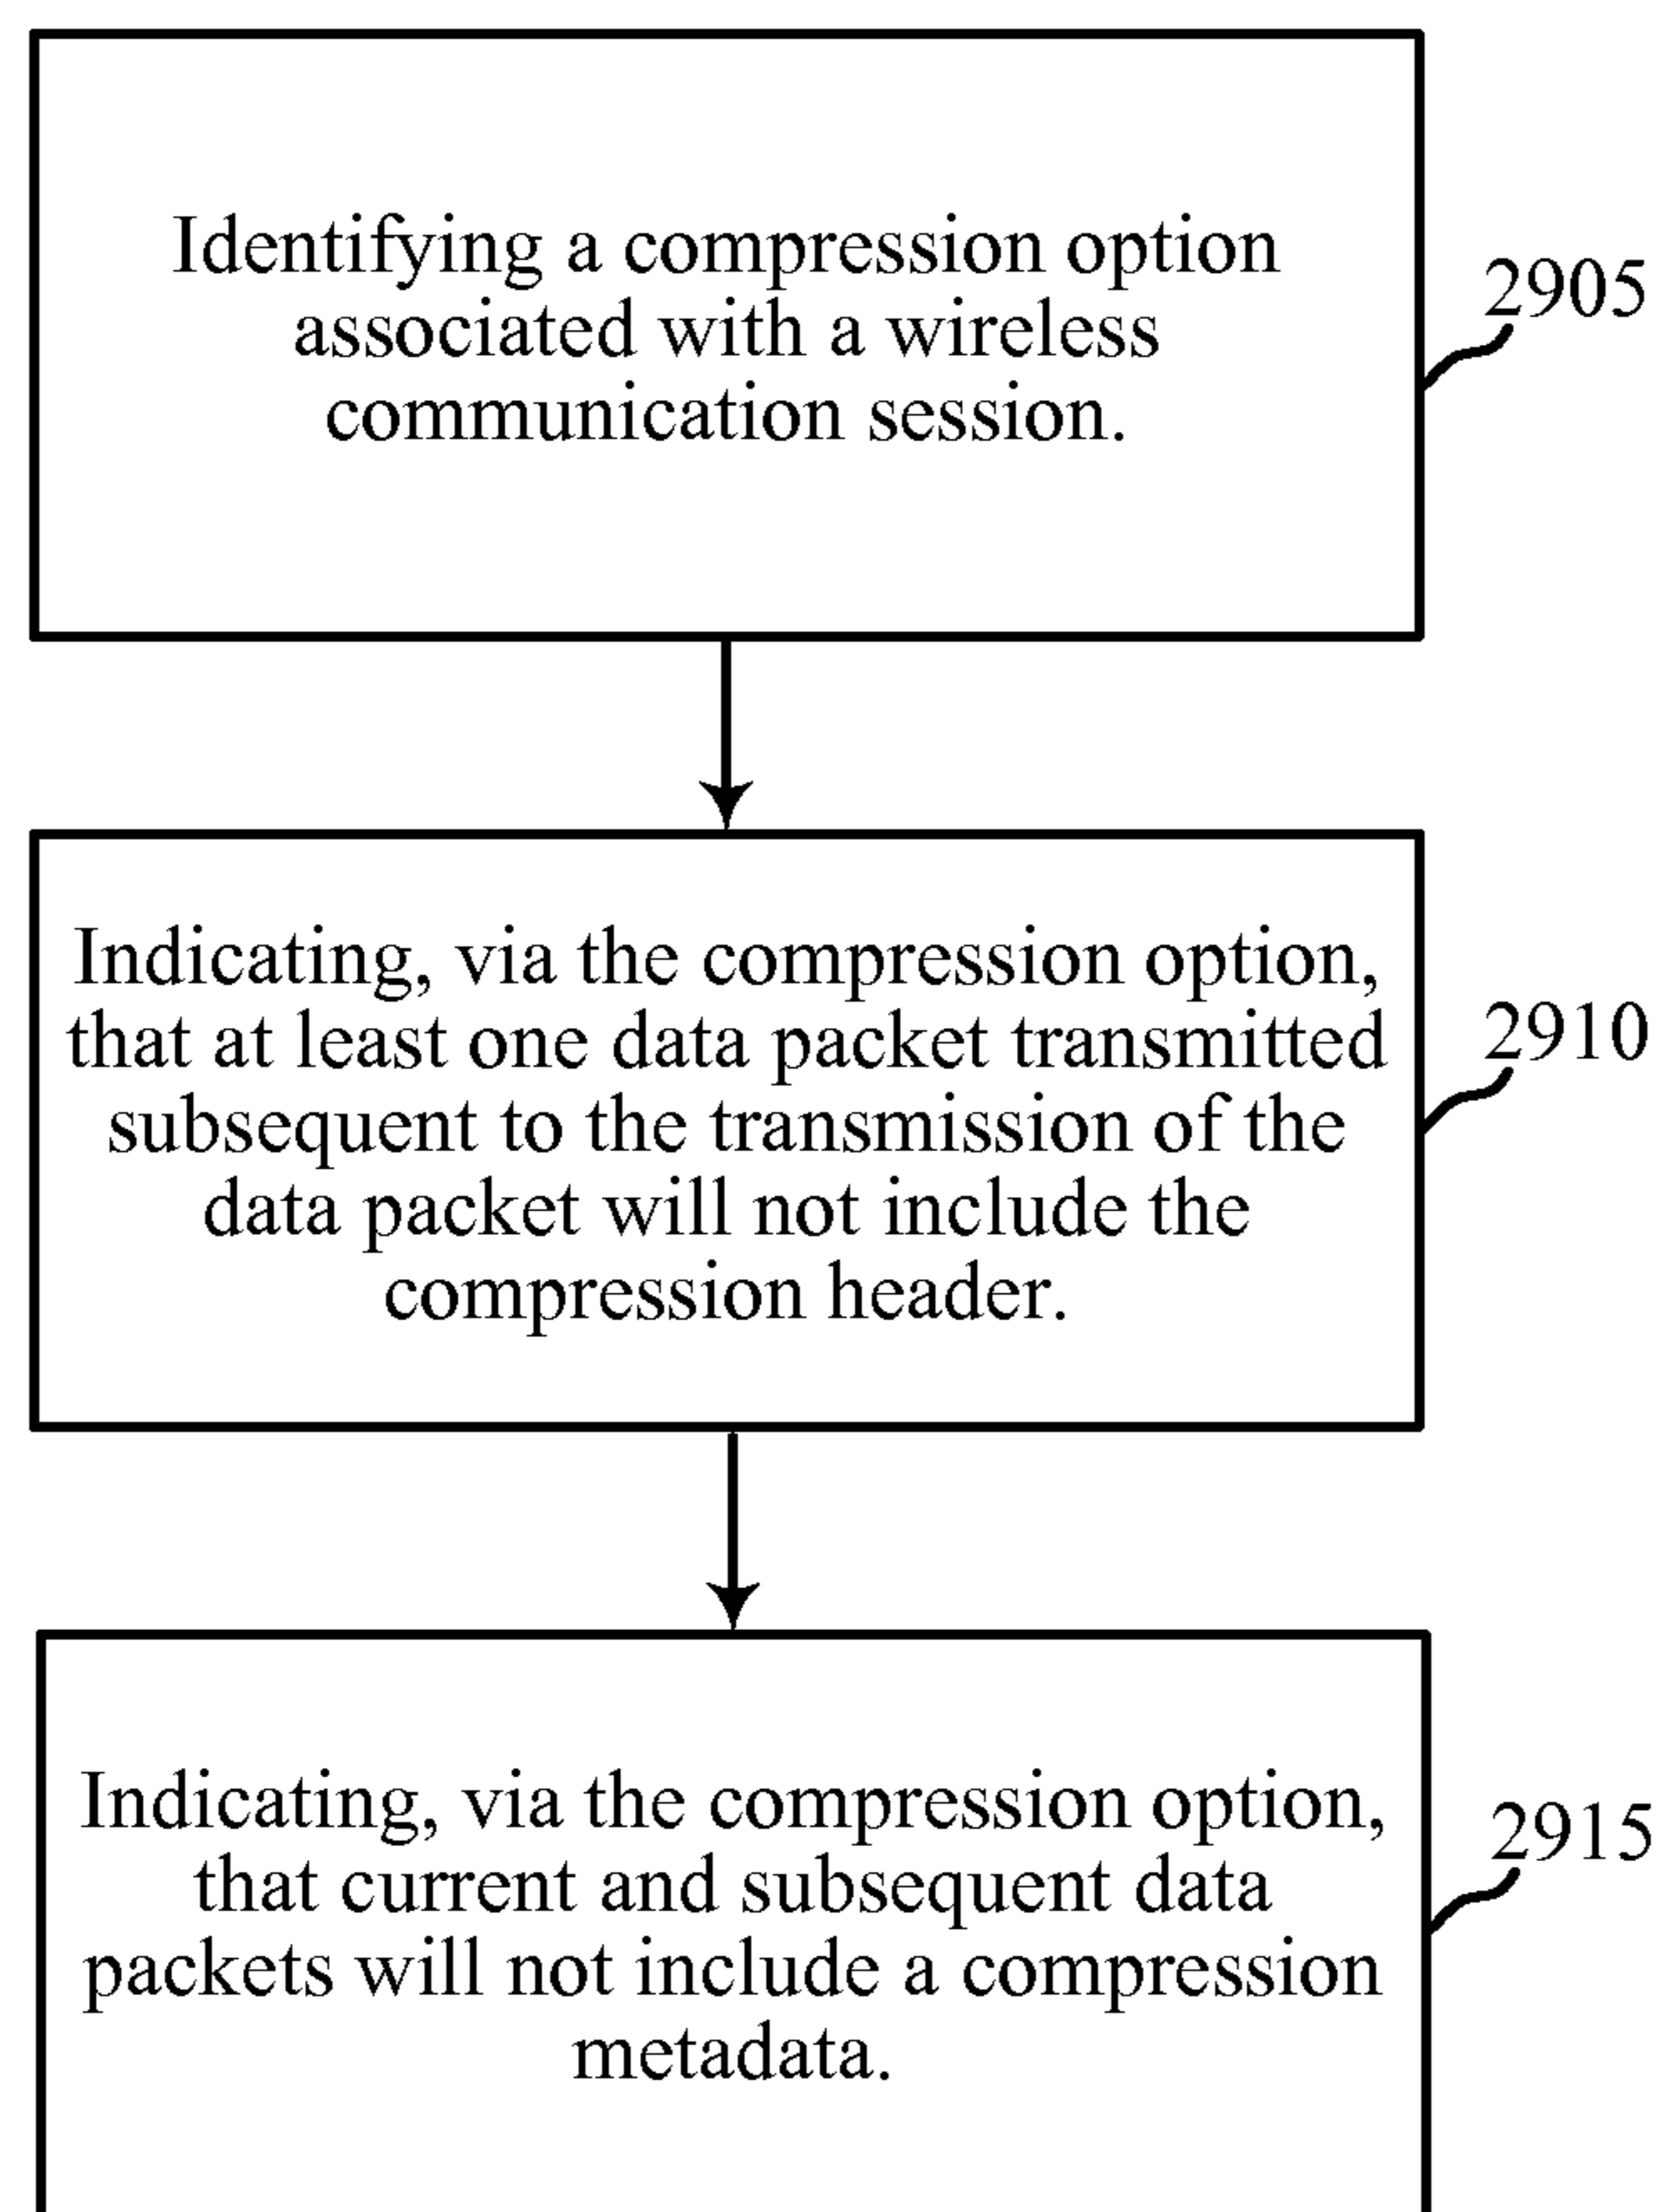 Identifying a compression option
associated with a wireless
communication session.
2905
Indicating, via the compression option,
that at least one data packet transmitted
subsequent to the transmission of the
data packet will not include the
compression header.
2910
Indicating, via the compression option,
that current and subsequent data
packets will not include a compression
metadata.
2915